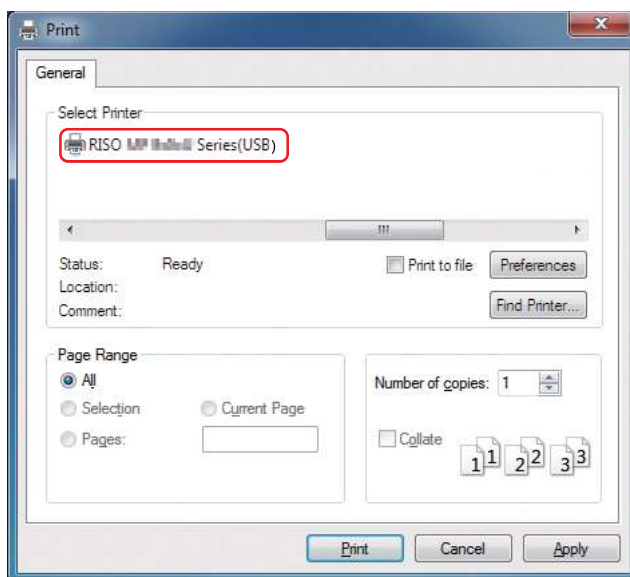 Print
General
Select Printer
RISO Series(USB)
Status: Ready
Print to file
Preferences
Location:
Comment:
Find Printer...
Page Range
All
Selection
Current Page
Pages:
Number of copies: 1
Collate
1 1 2 2 3 3
Print
Cancel
Apply